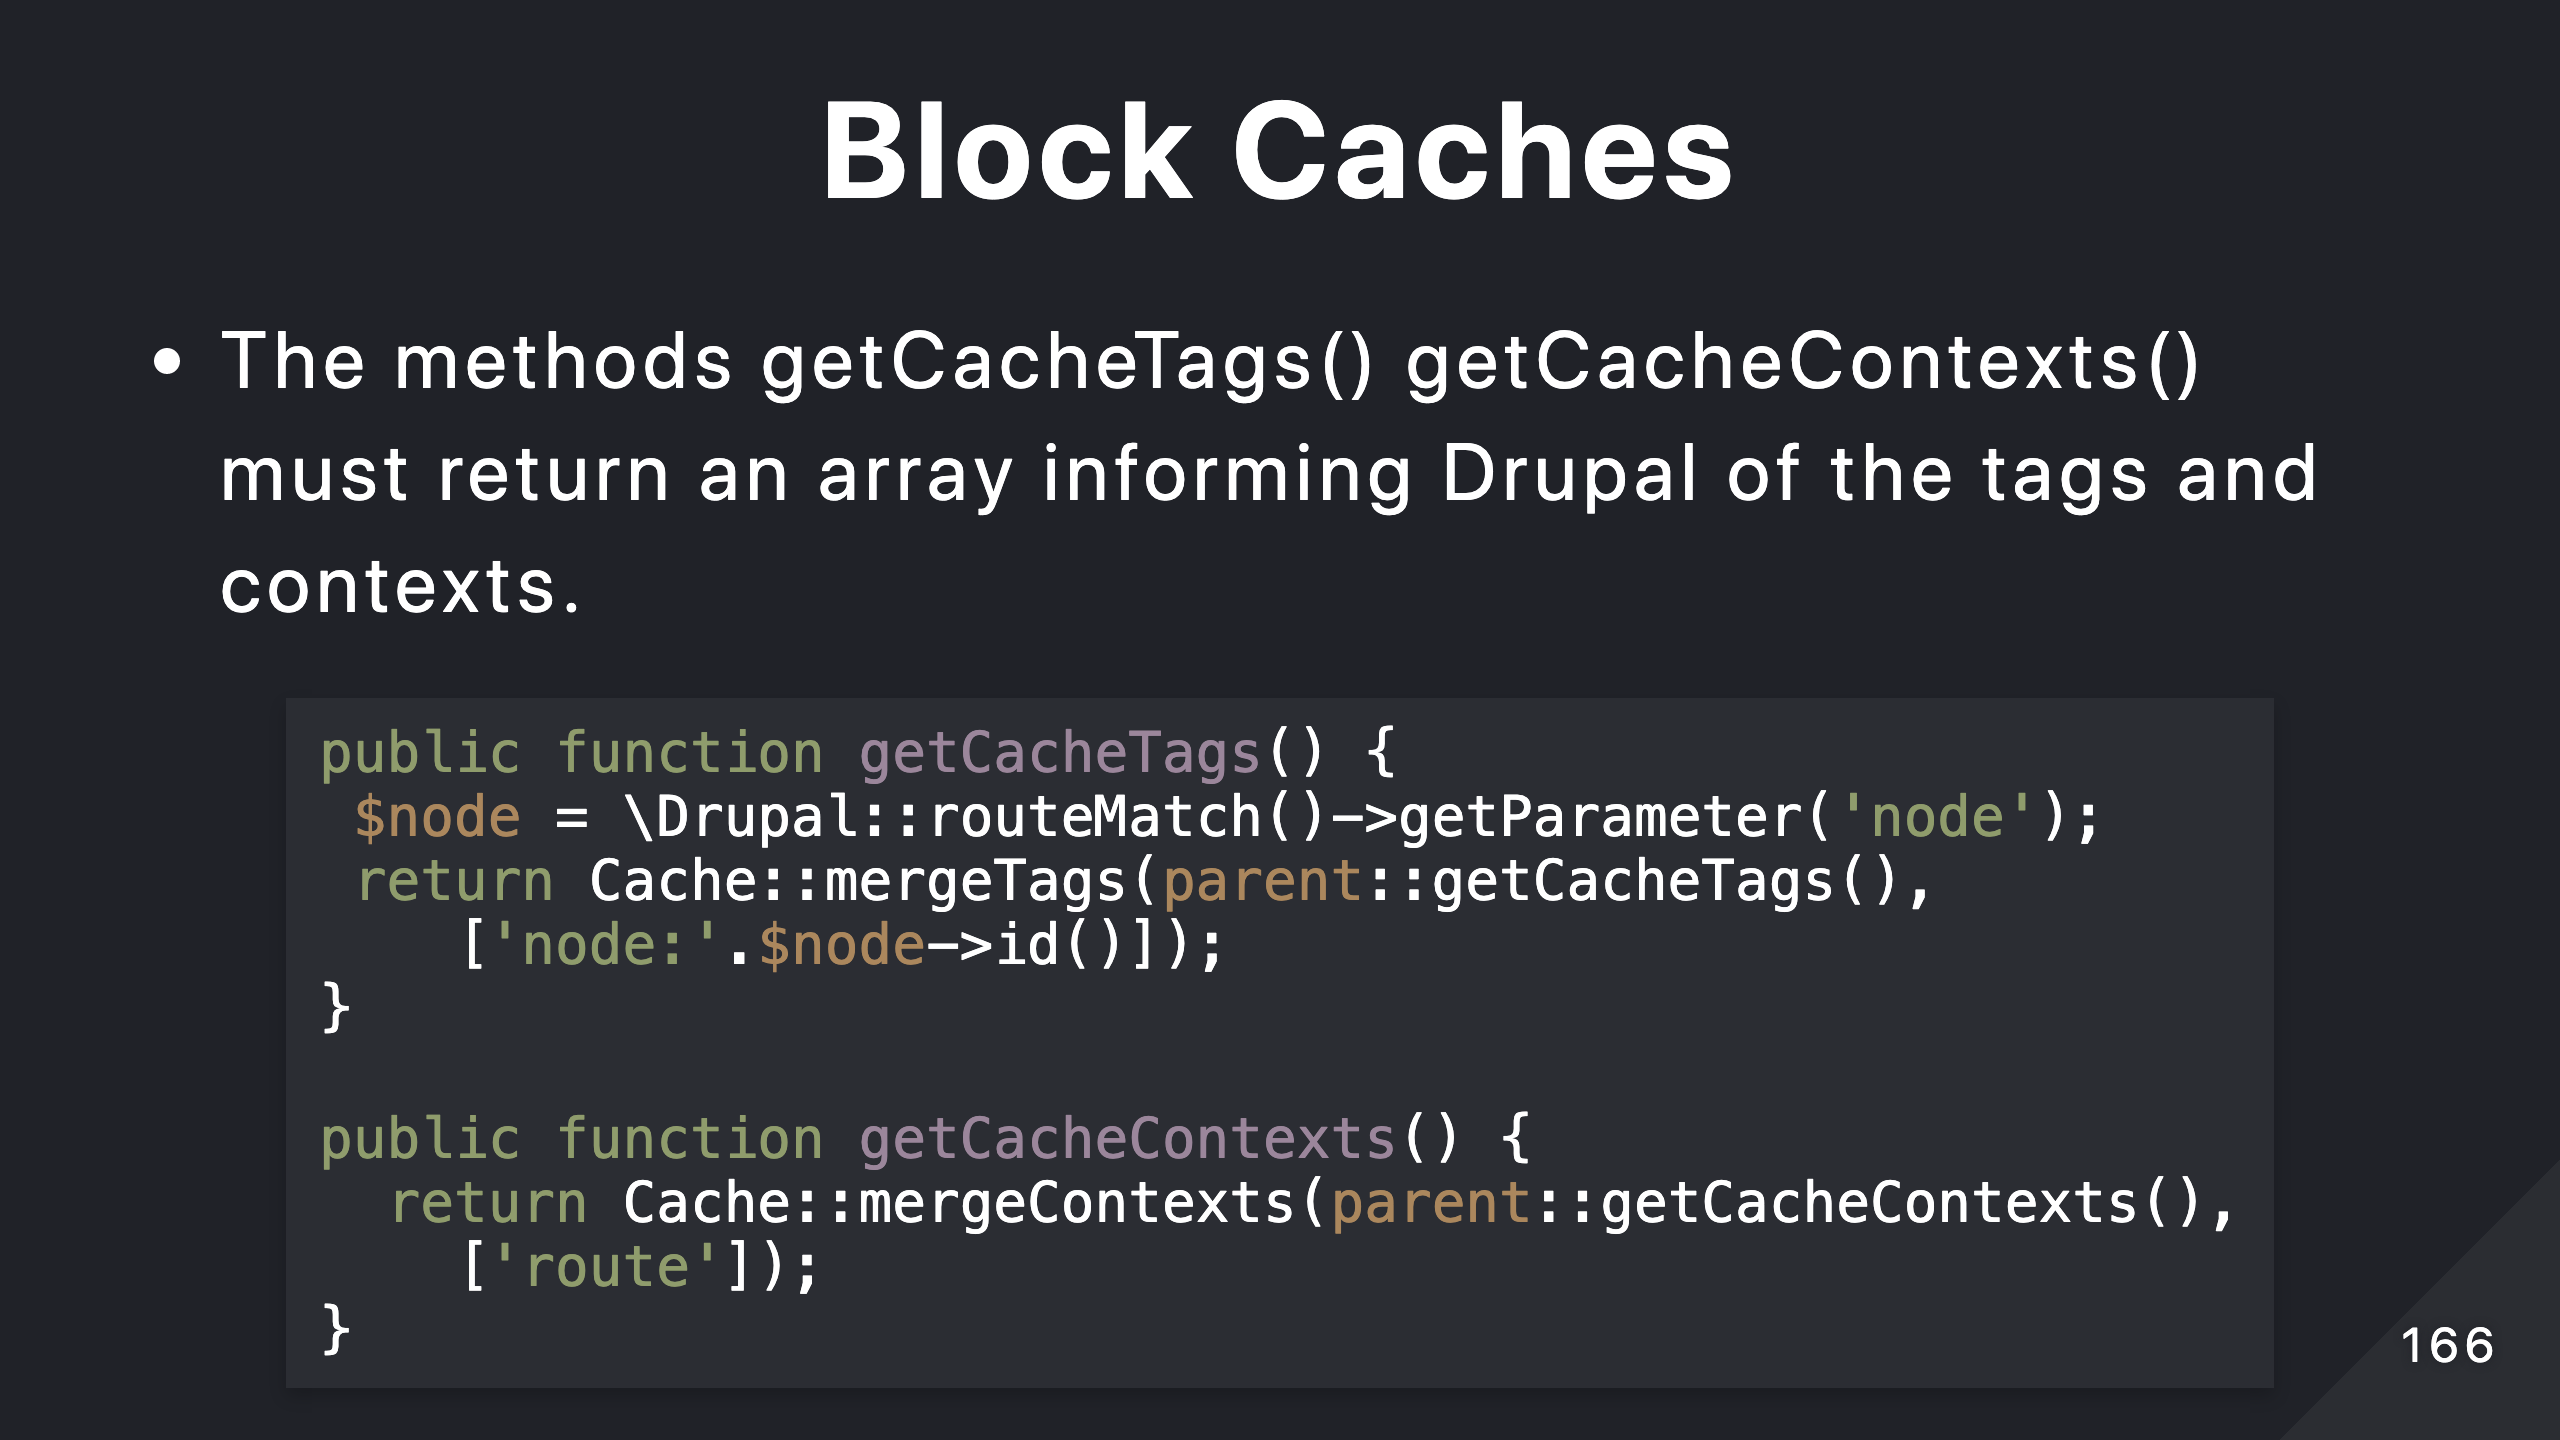 Block Caches
• The methods getCacheTags() getCacheContexts()
must return an array informing Drupal of the tags and
contexts.
public function getCacheTags() {
 $node = \Drupal::routeMatch()->getParameter('node');
 return Cache::mergeTags(parent::getCacheTags(),
    ['node:'.$node->id()]);
}

public function getCacheContexts() {
  return Cache::mergeContexts(parent::getCacheContexts(),
    ['route']);
}
166